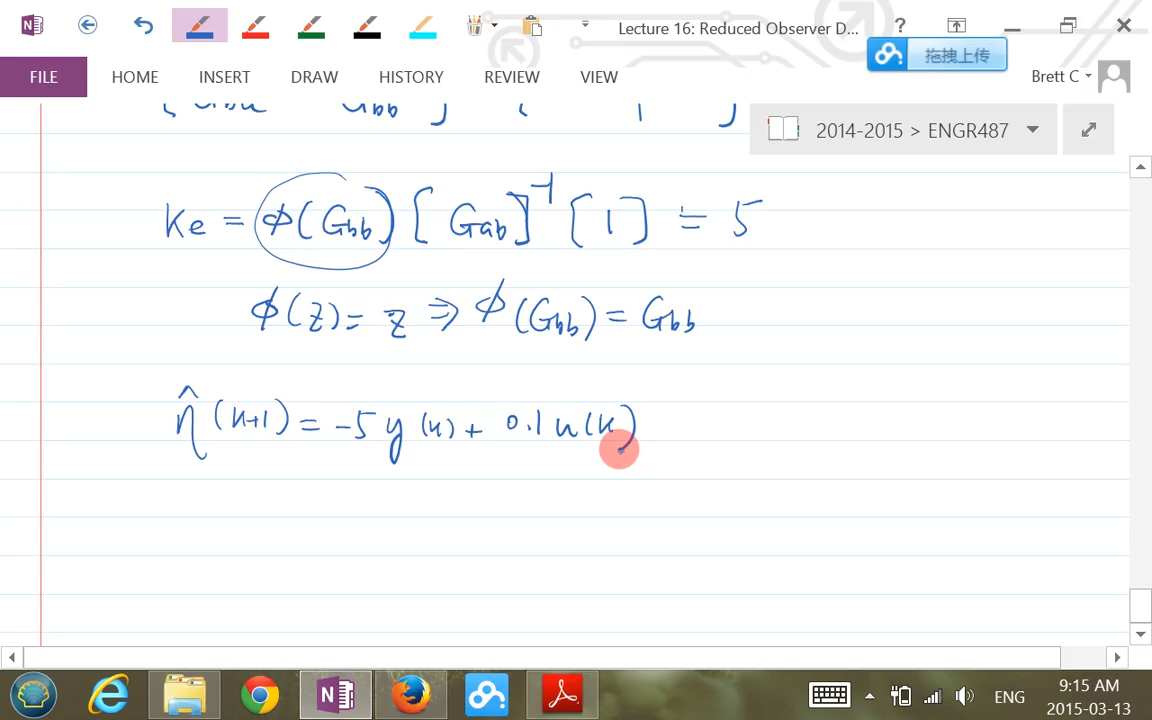 Lecture 16: Reduced Observer D...
?
拖拽上传
FILE HOME INSERT DRAW HISTORY REVIEW VIEW
Brett C
2014-2015 > ENGR487
Gbb ] [ 1 ]
Ke = Φ(Gbb) [Gab]⁻¹ [1] = 5
Φ(z) = z ⇒ Φ(Gbb) = Gbb
η̂(k+1) = -5 y(k) + 0.1 u(k)
ENG
9:15 AM
2015-03-13